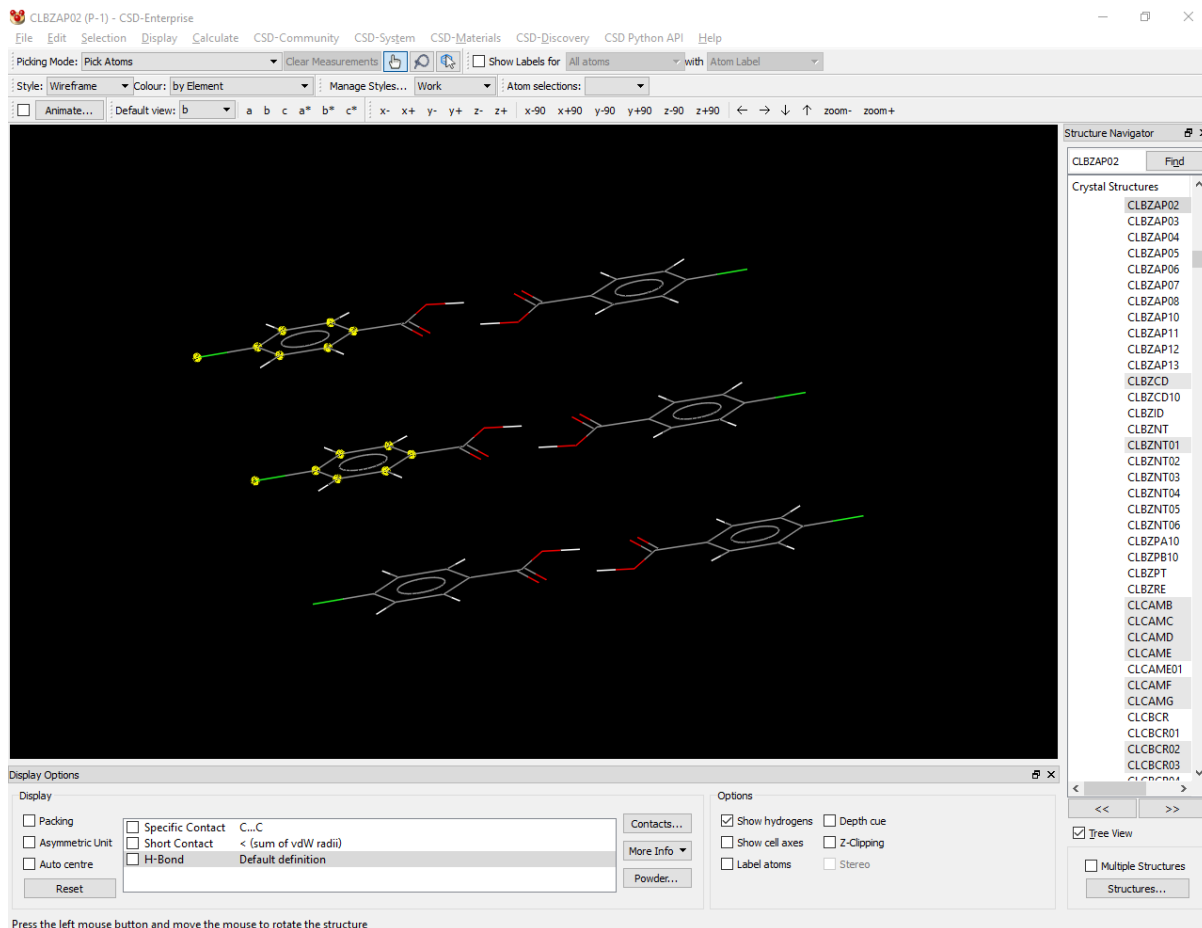 CLBZAP02 (P-1) - CSD-Enterprise
File Edit Selection Display Calculate CSD-Community CSD-System CSD-Materials CSD-Discovery CSD Python API Help
Picking Mode: Pick Atoms Clear Measurements Show Labels for All atoms with Atom Label
Style: Wireframe Colour: by Element Manage Styles... Work Atom selections:
Animate... Default view: b a b c a* b* c* x- x+ y- y+ z- z+ x-90 x+90 y-90 y+90 z-90 z+90 ← → ↓ ↑ zoom- zoom+
Structure Navigator
CLBZAP02 Find
Crystal Structures
CLBZAP02
CLBZAP03
CLBZAP04
CLBZAP05
CLBZAP06
CLBZAP07
CLBZAP08
CLBZAP10
CLBZAP11
CLBZAP12
CLBZAP13
CLBZCD
CLBZCD10
CLBZID
CLBZNT
CLBZNT01
CLBZNT02
CLBZNT03
CLBZNT04
CLBZNT05
CLBZNT06
CLBZPA10
CLBZPB10
CLBZPT
CLBZRE
CLCAMB
CLCAMC
CLCAMD
CLCAME
CLCAME01
CLCAMF
CLCAMG
CLCBCR
CLCBCR01
CLCBCR02
CLCBCR03
<< >>
Tree View
Multiple Structures
Structures...
Display Options
Display
Packing
Asymmetric Unit
Auto centre
Reset
Specific Contact C...C
Short Contact < (sum of vdW radii)
H-Bond Default definition
Contacts...
More Info
Powder...
Options
Show hydrogens Depth cue
Show cell axes Z-Clipping
Label atoms Stereo
Press the left mouse button and move the mouse to rotate the structure